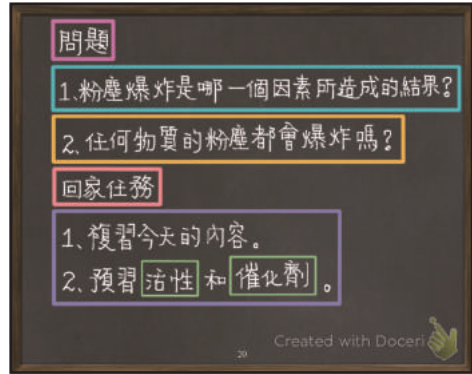 問題
1.粉塵爆炸是哪一個因素所造成的結果?
2、任何物質的粉塵都會爆炸嗎?
回家任務
1、複習今天的內容。
2、預習活性和催化劑。
Created with Doceri
20